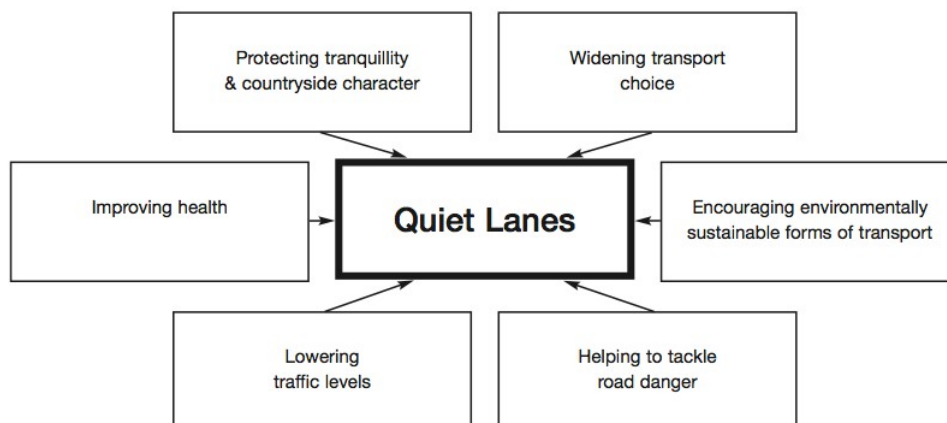 Protecting tranquillity
& countryside character
Widening transport
choice
Improving health
Quiet Lanes
Encouraging environmentally
sustainable forms of transport
Lowering
traffic levels
Helping to tackle
road danger